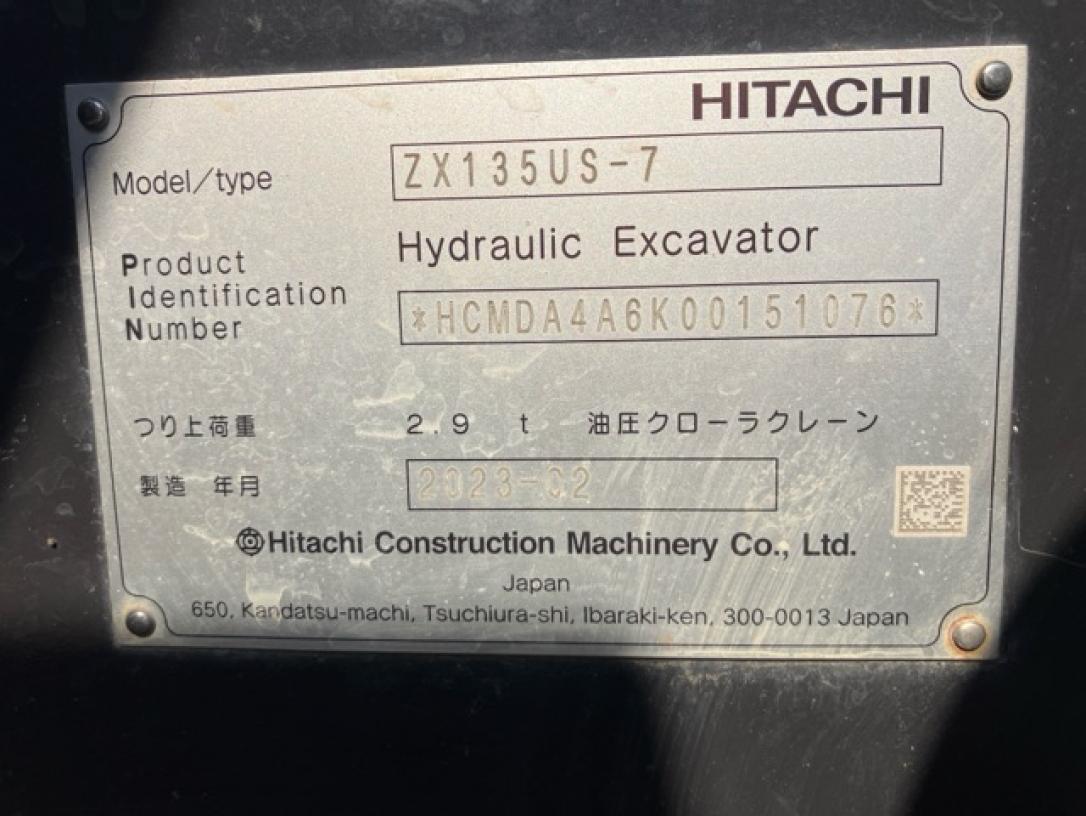 HITACHI
Model/type ZX135US-7
Hydraulic Excavator
Product
Identification
Number *HCMDA4A6K00151076*
つり上荷重 2.9 t 油圧クローラクレーン
製造 年月 2023-02
Hitachi Construction Machinery Co., Ltd.
Japan
650, Kandatsu-machi, Tsuchiura-shi, Ibaraki-ken, 300-0013 Japan